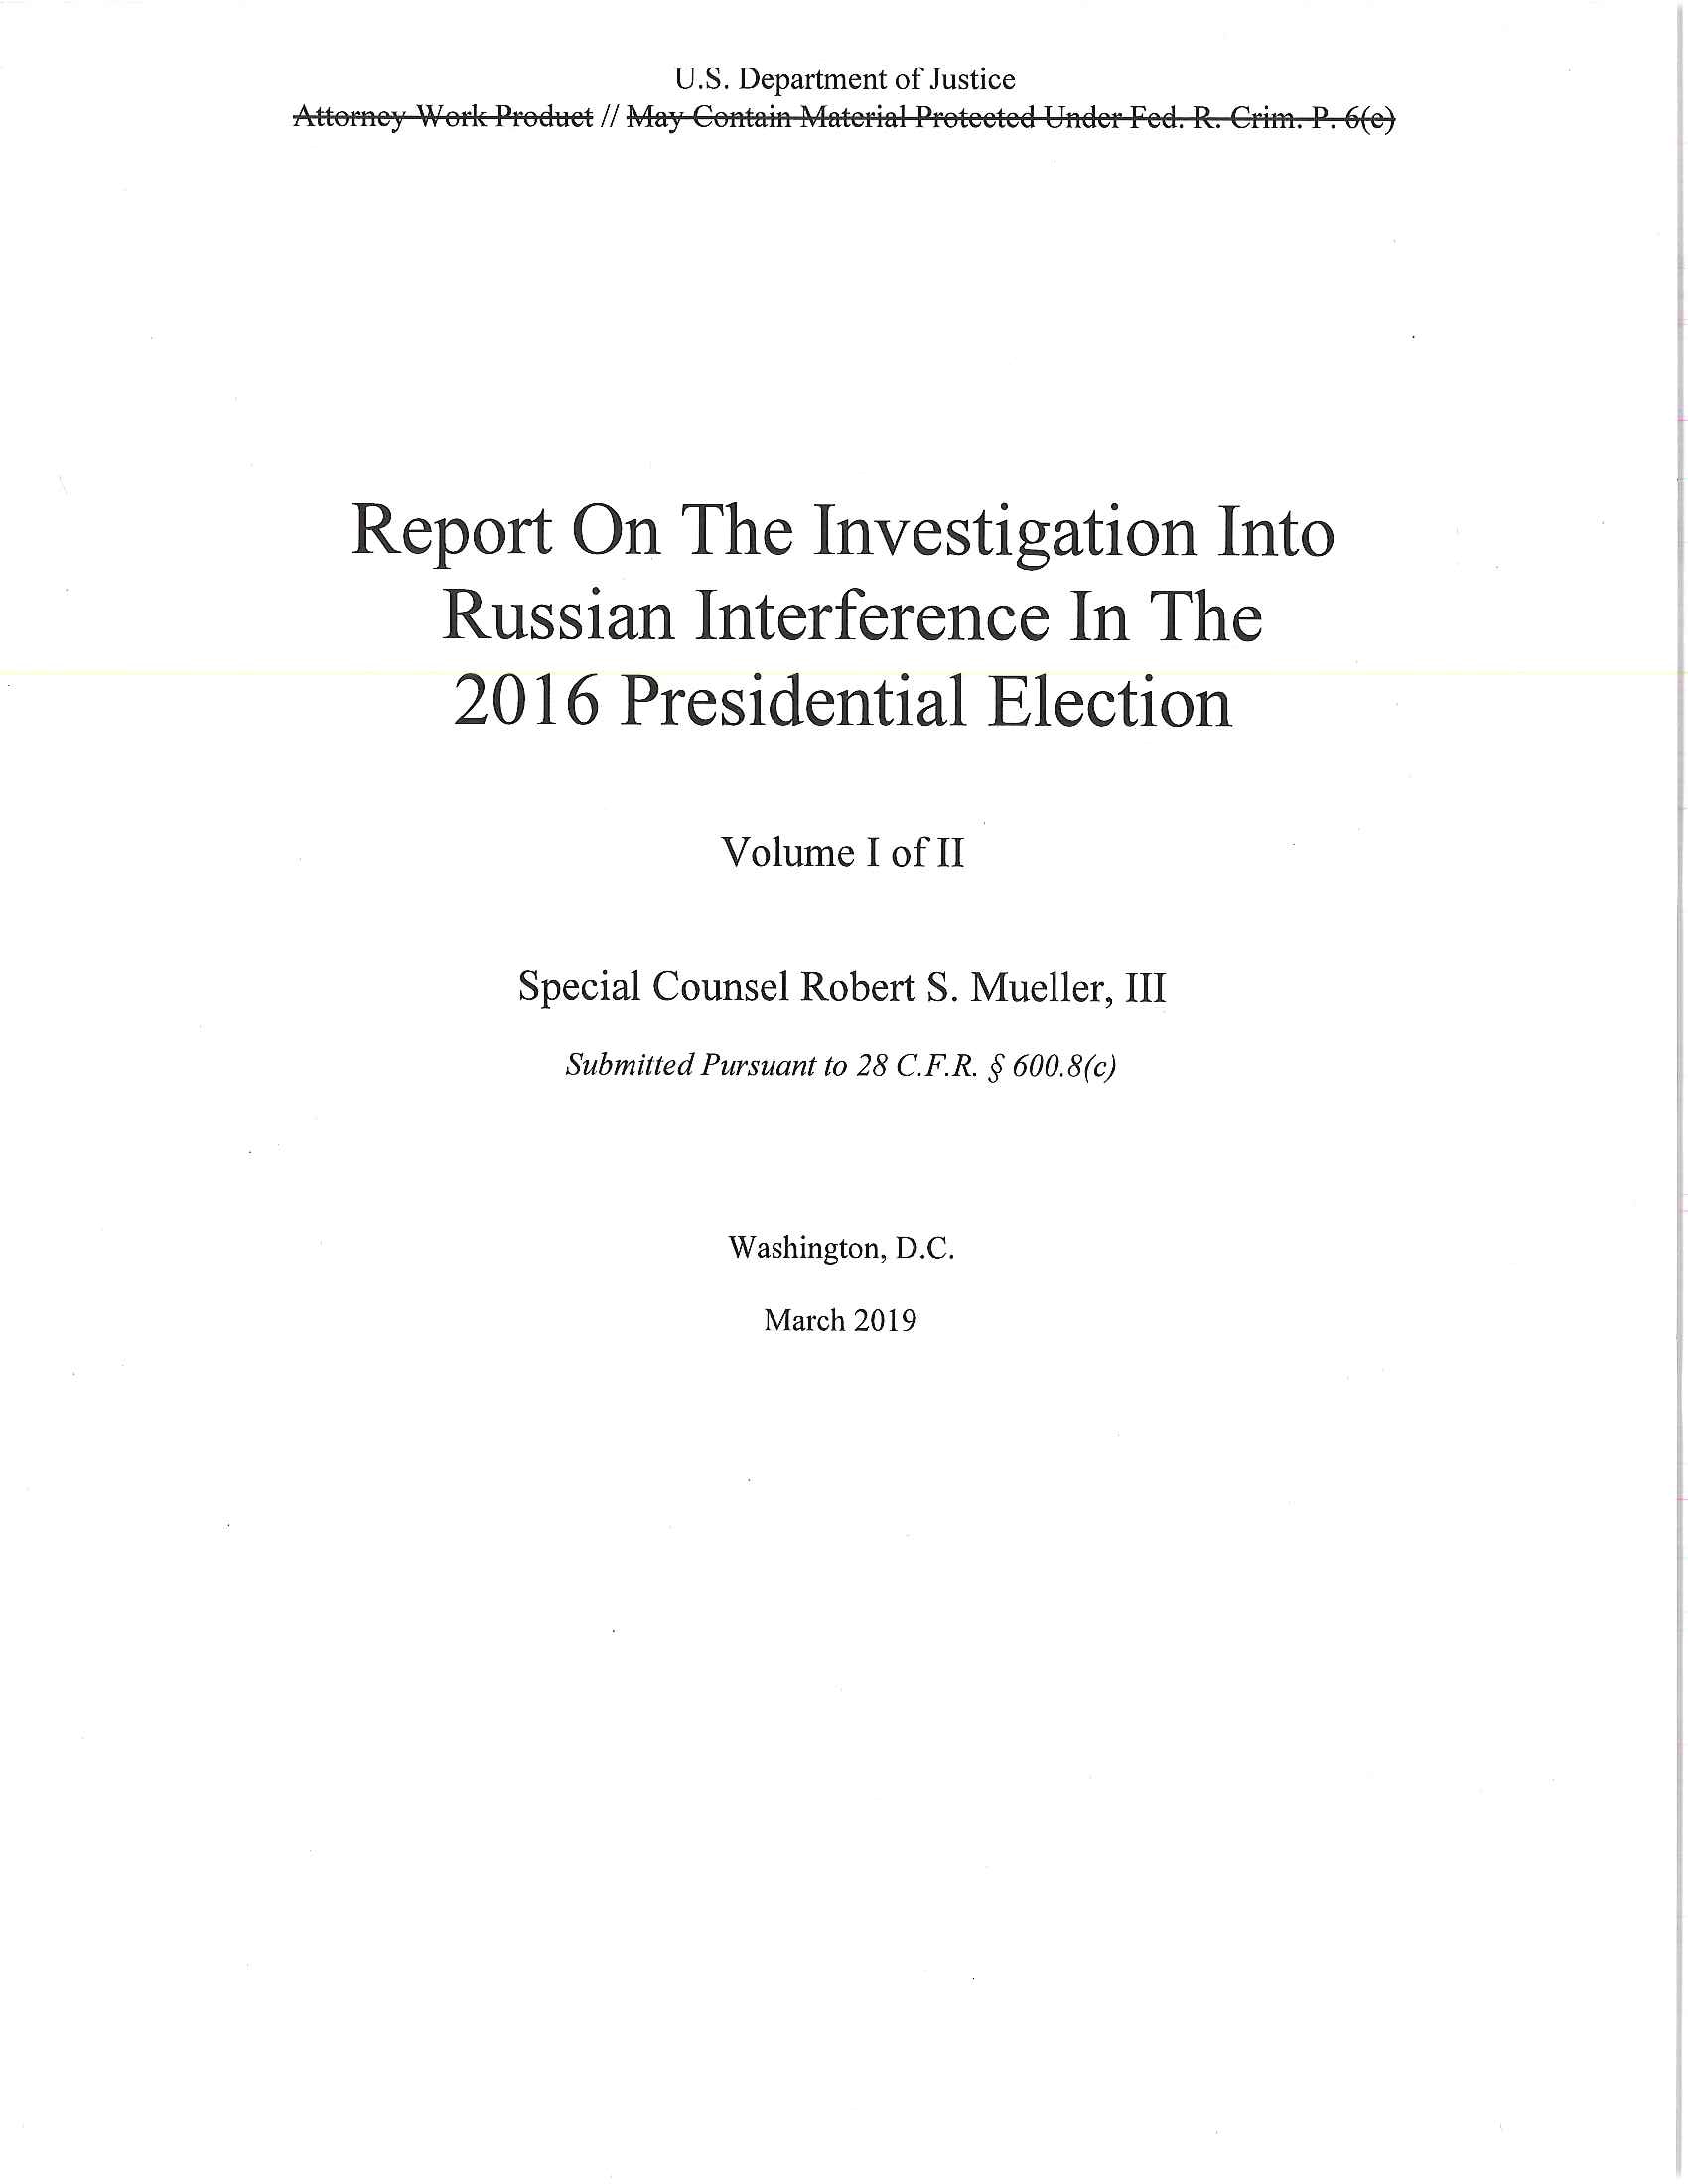 U.S. Department of Justice
Attorney Work Product // May Contain Material Protected Under Fed. R. Crim. P. 6(e)
Report On The Investigation Into
Russian Interference In The
2016 Presidential Election
Volume I of II
Special Counsel Robert S. Mueller, III
Submitted Pursuant to 28 C.F.R. § 600.8(c)
Washington, D.C.
March 2019